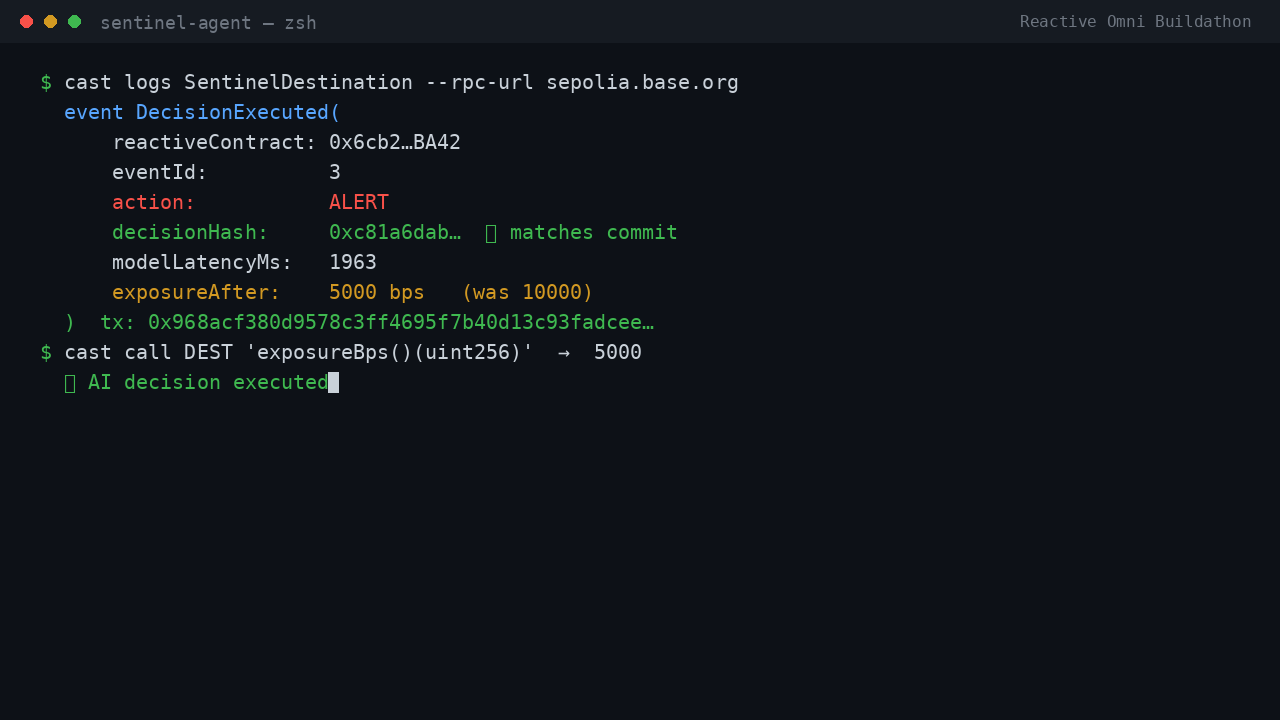 sentinel-agent — zsh
Reactive Omni Buildathon
$ cast logs SentinelDestination --rpc-url sepolia.base.org
event DecisionExecuted(
reactiveContract: 0x6cb2…BA42
eventId: 3
action: ALERT
decisionHash: 0xc81a6dab… ▯ matches commit
modelLatencyMs: 1963
exposureAfter: 5000 bps (was 10000)
) tx: 0x968acf380d9578c3ff4695f7b40d13c93fadcee…
$ cast call DEST 'exposureBps()(uint256)' → 5000
▯ AI decision executed